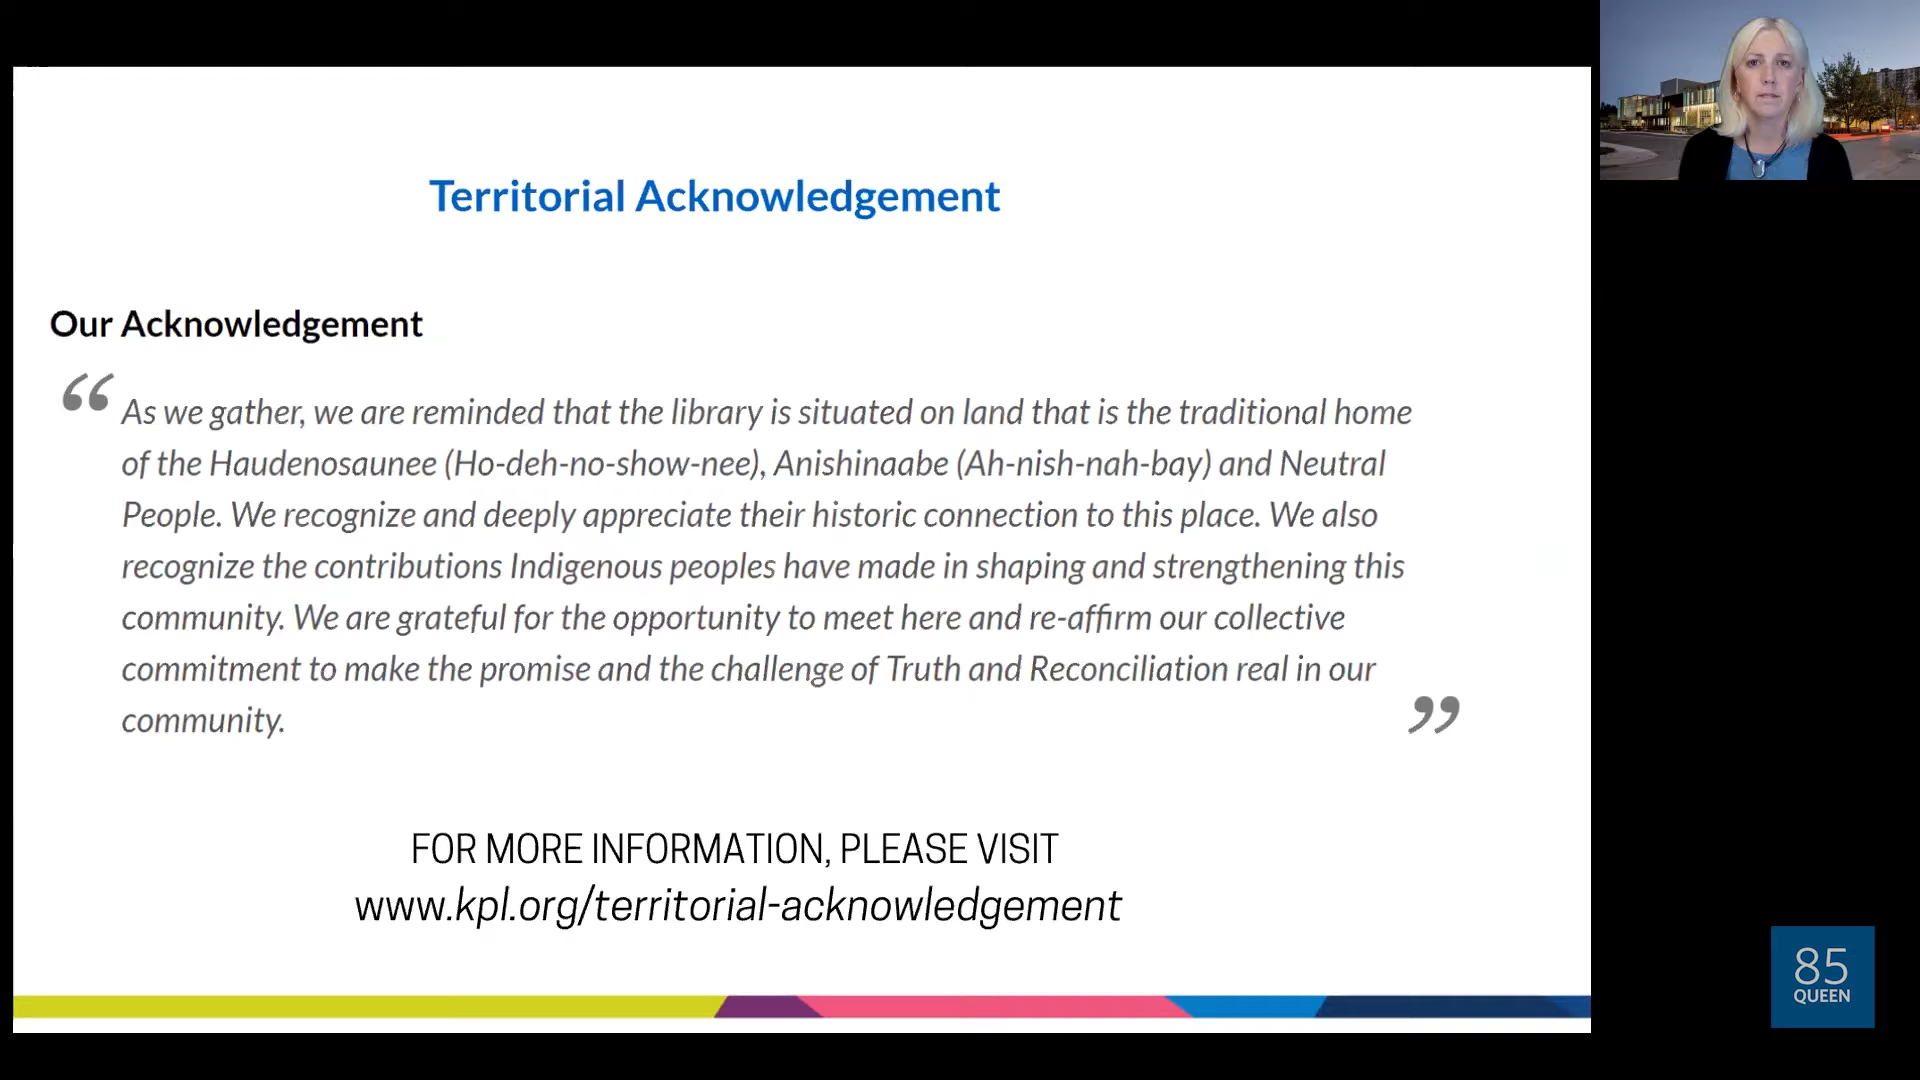 Territorial Acknowledgement
Our Acknowledgement
“ As we gather, we are reminded that the library is situated on land that is the traditional home
of the Haudenosaunee (Ho-deh-no-show-nee), Anishinaabe (Ah-nish-nah-bay) and Neutral
People. We recognize and deeply appreciate their historic connection to this place. We also
recognize the contributions Indigenous peoples have made in shaping and strengthening this
community. We are grateful for the opportunity to meet here and re-affirm our collective
commitment to make the promise and the challenge of Truth and Reconciliation real in our
community. ”
FOR MORE INFORMATION, PLEASE VISIT
www.kpl.org/territorial-acknowledgement
85
QUEEN